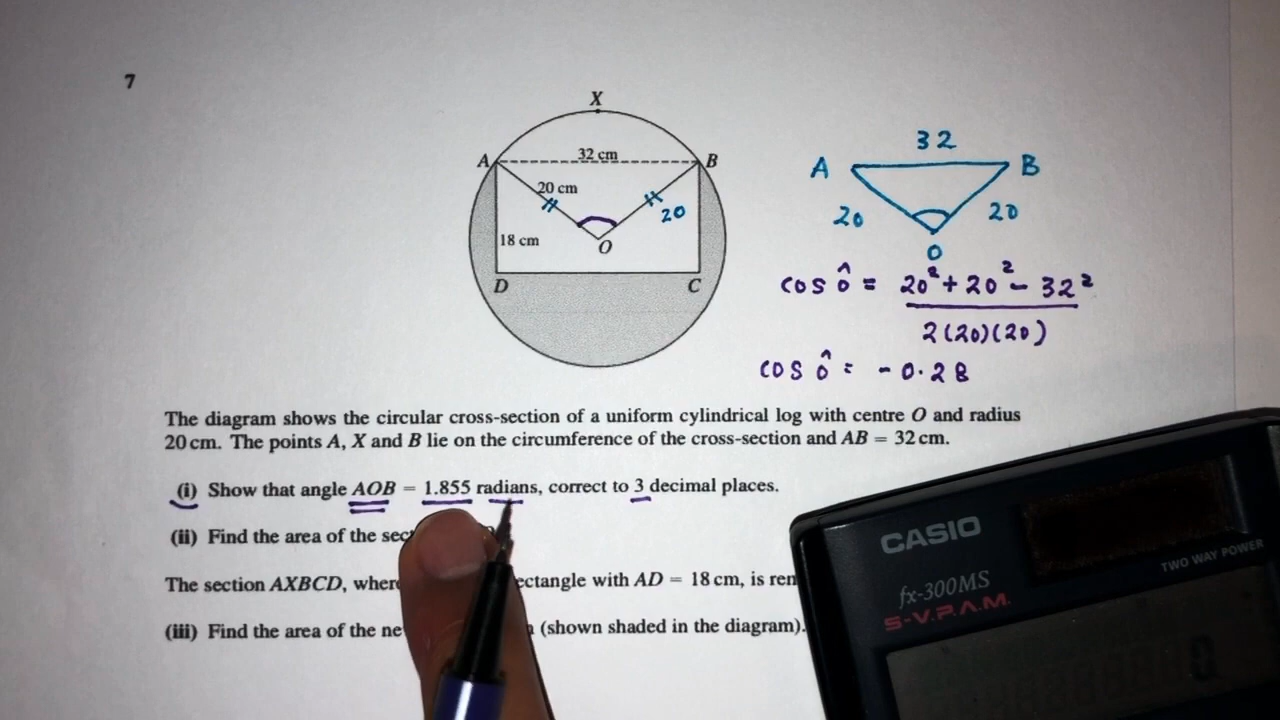 7
X
A
32 cm
B
20 cm
20
18 cm
O
D
C
32
A
B
20
20
O
cos ô = 20² + 20² - 32²
2(20)(20)
cos ô = -0.28
The diagram shows the circular cross-section of a uniform cylindrical log with centre O and radius
20 cm. The points A, X and B lie on the circumference of the cross-section and AB = 32 cm.
(i) Show that angle AOB = 1.855 radians, correct to 3 decimal places.
(ii) Find the area of the
The section AXBCD, with AD = 18 cm, is
(iii) Find the area of the (shown shaded in the diagram).
CASIO
TWO WAY POWER
fx-300MS
S-V.P.A.M.
0